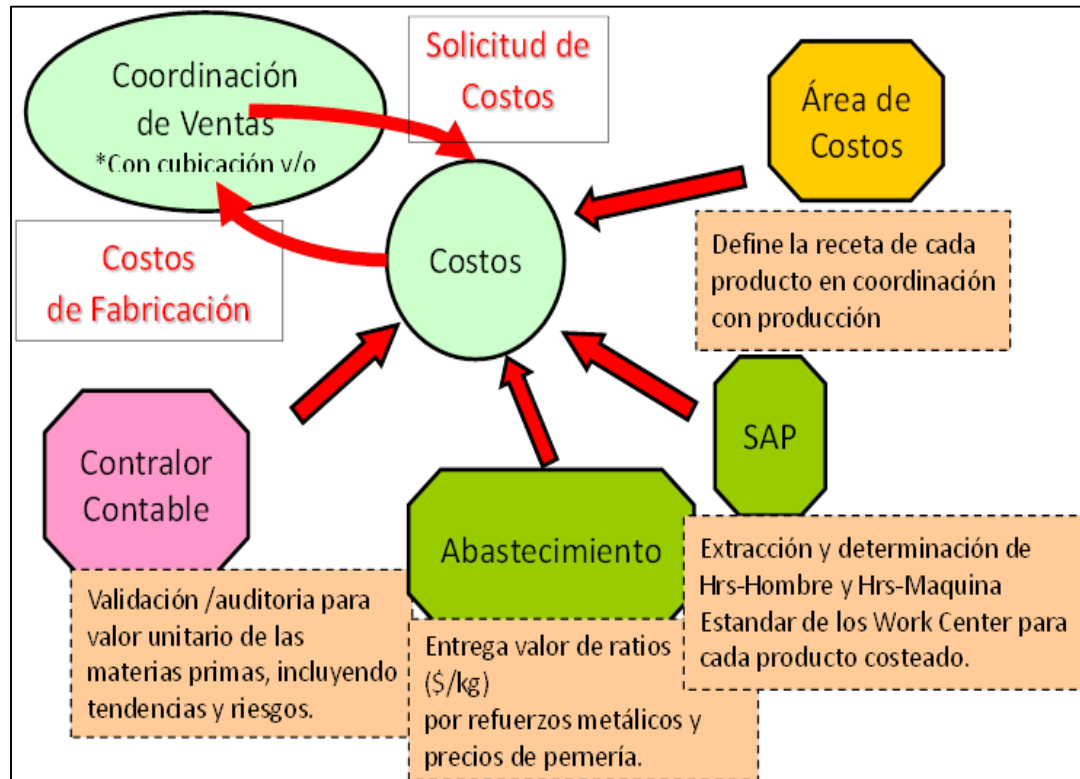 Coordinación
de Ventas
*Con cubicación y/o
Solicitud de
Costos
Área de
Costos
Costos
de Fabricación
Costos
Define la receta de cada
producto en coordinación
con producción
Contralor
Contable
Abastecimiento
SAP
Validación /auditoria para
valor unitario de las
materias primas, incluyendo
tendencias y riesgos.
Entrega valor de ratios
($/kg)
por refuerzos metálicos y
precios de pernería.
Extracción y determinación de
Hrs-Hombre y Hrs-Maquina
Estandar de los Work Center para
cada producto costeado.